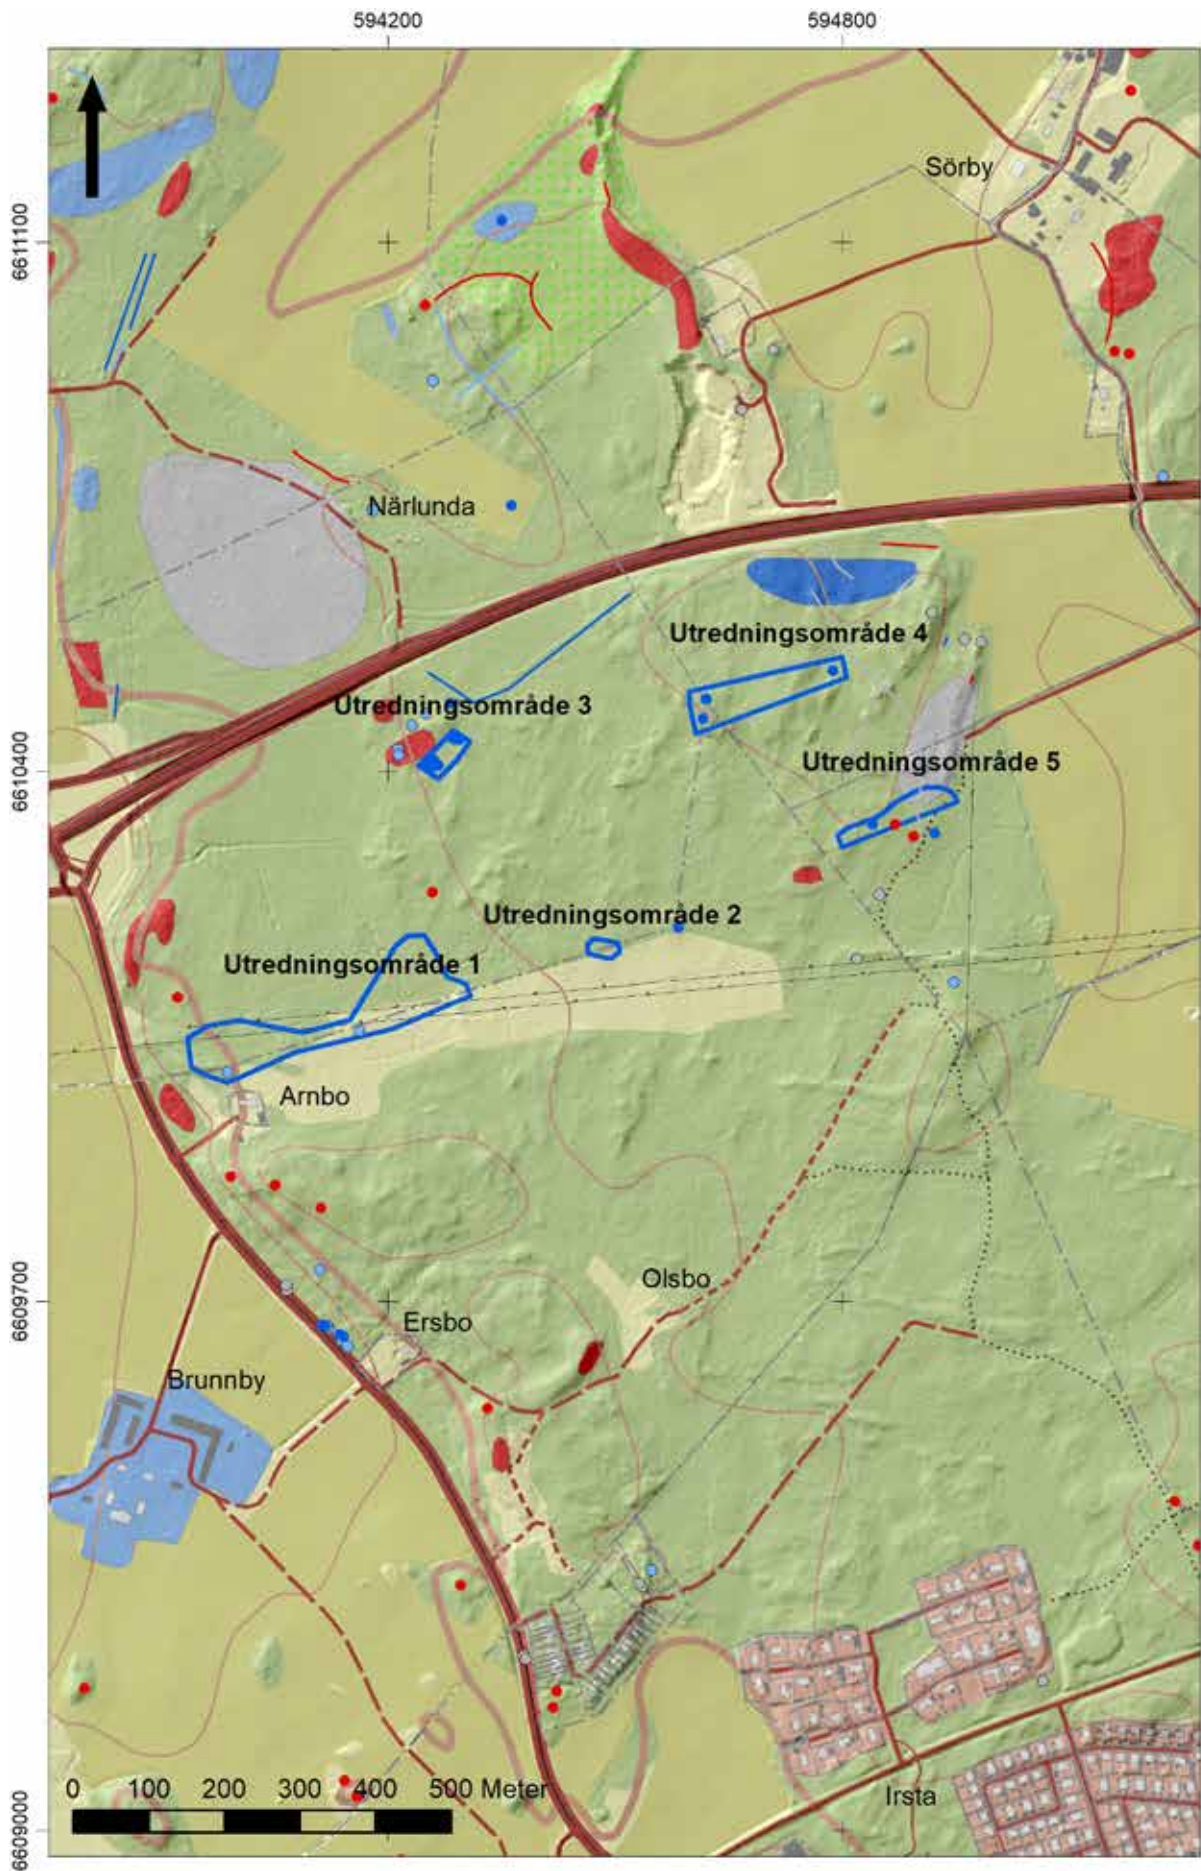 594200
594800
Sörby
6611100
Närlunda
Utredningsområde 4
Utredningsområde 3
Utredningsområde 5
6610400
Utredningsområde 2
Utredningsområde 1
Arnbo
Olsbo
6609700
Ersbo
Brunnby
0 100 200 300 400 500 Meter
Irsta
6609000